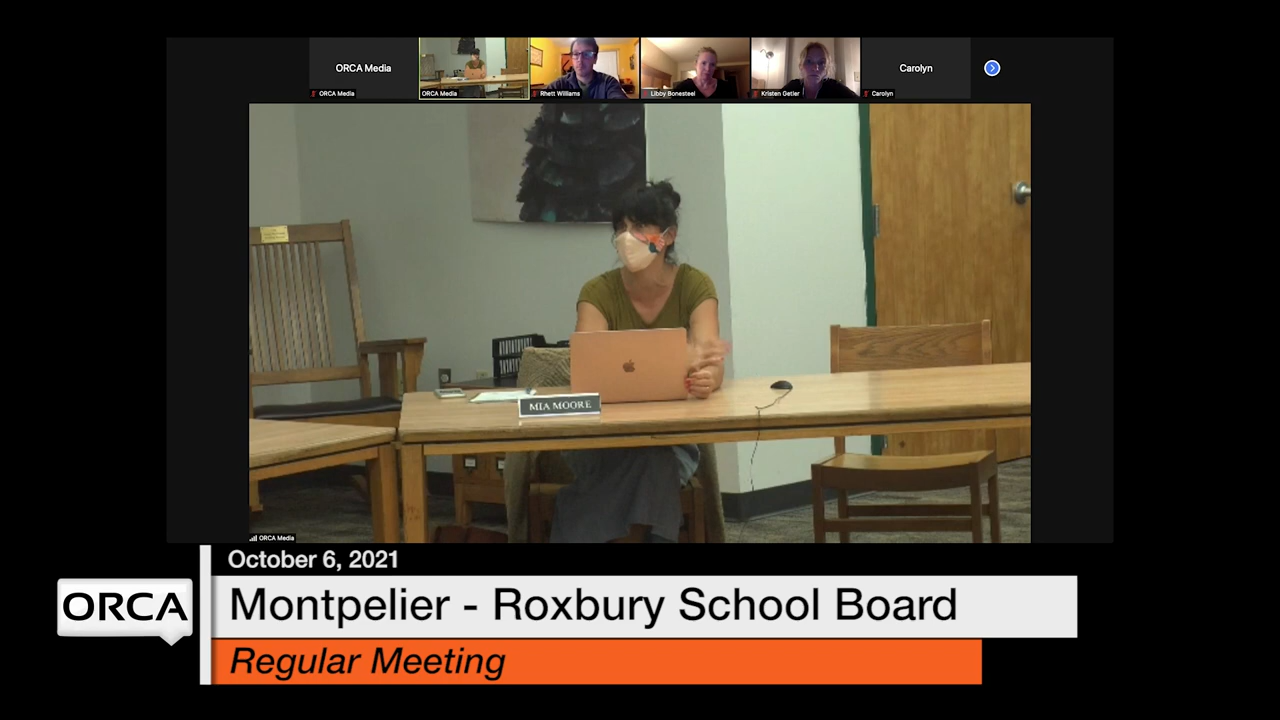 ORCA Media
Carolyn
ORCA Media
ORCA Media
Rhett Williams
Libby Bonesteel
Kristen Getler
Carolyn
MIA MOORE
ORCA Media
October 6, 2021
ORCA
Montpelier - Roxbury School Board
Regular Meeting